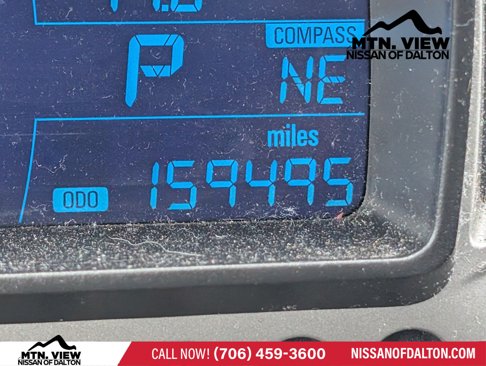 COMPASS
MTN. VIEW
NISSAN OF DALTON
P
NE
miles
ODO
159495
MTN. VIEW
NISSAN OF DALTON
CALL NOW! (706) 459-3600
NISSANOFDALTON.COM